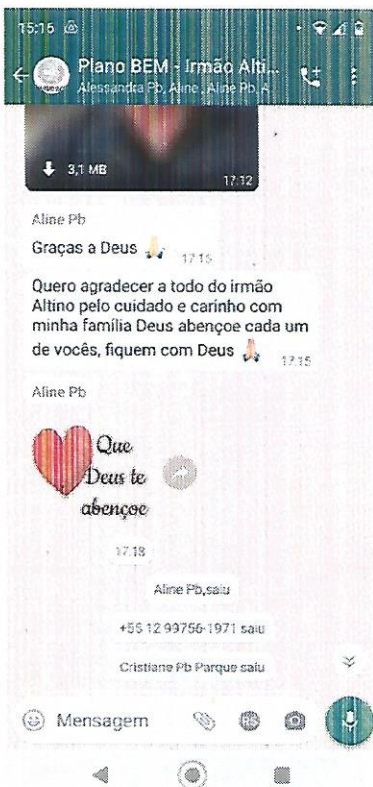 15:15
Plano BEM - Irmão Alti...
Alessandra Pb, Aline, Aline Pb, A
3,1 MB
17:12
Aline Pb
Graças a Deus 🙏 17:15
Quero agradecer a todo do irmão
Altino pelo cuidado e carinho com
minha família Deus abençoe cada um
de vocês, fiquem com Deus 🙏 17:15
Aline Pb
Que
Deus te
abençoe
17:18
Aline Pb,saiu
+55 12 99756-1971 saiu
Cristiane Pb Parque saiu
Mensagem
R$